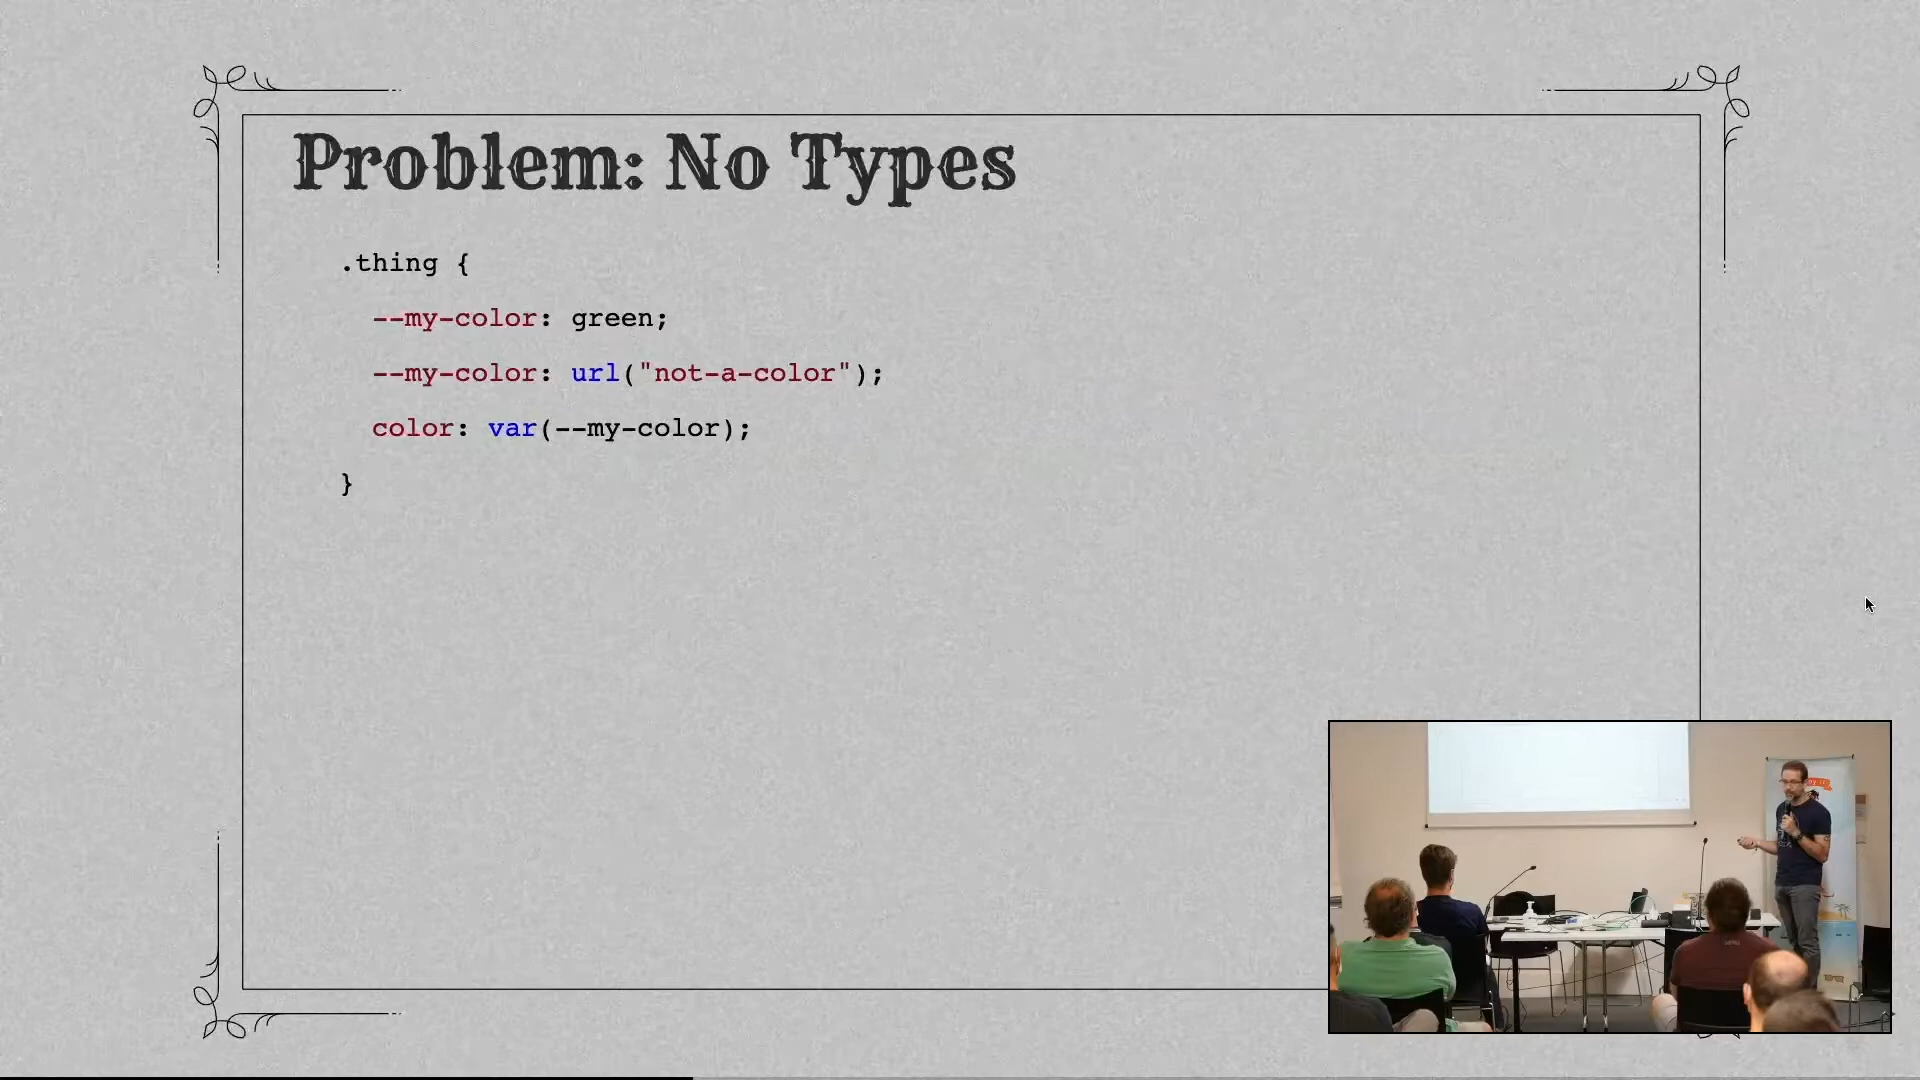 Problem: No Types
.thing {
--my-color: green;
--my-color: url("not-a-color");
color: var(--my-color);
}